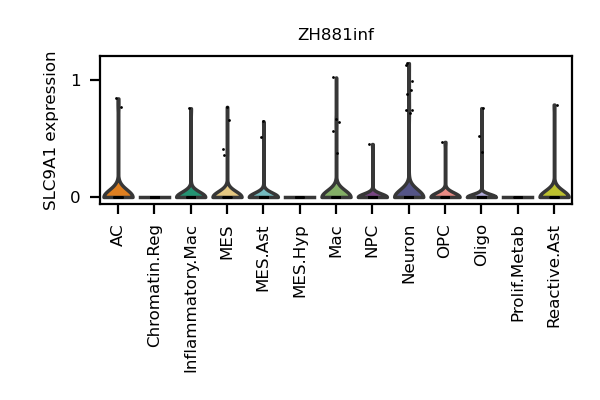 ZH881inf
SLC9A1 expression
1
0
AC
Chromatin.Reg
Inflammatory.Mac
MES
MES.Ast
MES.Hyp
Mac
NPC
Neuron
OPC
Oligo
Prolif.Metab
Reactive.Ast